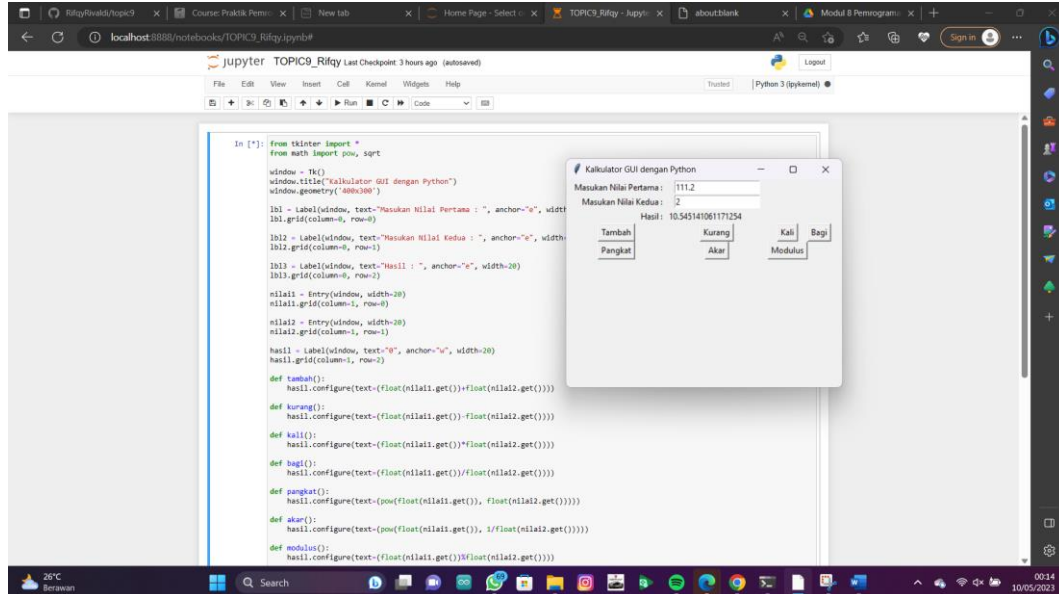 RifqyRivaldi/topic9
Course: Praktik Pemr
New tab
Home Page - Select o
TOPIC9_Rifqy - Jupyte
about:blank
Modul 8 Pemrograma
localhost:8888/notebooks/TOPIC9_Rifqy.ipynb#
Sign in
jupyter TOPIC9_Rifqy Last Checkpoint: 3 hours ago (autosaved)
Logout
File Edit View Insert Cell Kernel Widgets Help
Trusted
Python 3 (ipykernel)
Run
Code
In [*]: from tkinter import *
from math import pow, sqrt
window = Tk()
window.title("Kalkulator GUI dengan Python")
window.geometry('400x300')
lbl = Label(window, text="Masukan Nilai Pertama : ", anchor="e", widt
lbl.grid(column=0, row=0)
lbl2 = Label(window, text="Masukan Nilai Kedua : ", anchor="e", width=
lbl2.grid(column=0, row=1)
lbl3 = Label(window, text="Hasil : ", anchor="e", width=20)
lbl3.grid(column=0, row=2)
nilai1 = Entry(window, width=20)
nilai1.grid(column=1, row=0)
nilai2 = Entry(window, width=20)
nilai2.grid(column=1, row=1)
hasil = Label(window, text="0", anchor="w", width=20)
hasil.grid(column=1, row=2)
def tambah():
hasil.configure(text=(float(nilai1.get())+float(nilai2.get())))
def kurang():
hasil.configure(text=(float(nilai1.get())-float(nilai2.get())))
def kali():
hasil.configure(text=(float(nilai1.get())*float(nilai2.get())))
def bagi():
hasil.configure(text=(float(nilai1.get())/float(nilai2.get())))
def pangkat():
hasil.configure(text=(pow(float(nilai1.get()), float(nilai2.get()))))
def akar():
hasil.configure(text=(pow(float(nilai1.get()), 1/float(nilai2.get()))))
def modulus():
hasil.configure(text=(float(nilai1.get())%float(nilai2.get())))
Kalkulator GUI dengan Python
Masukan Nilai Pertama : 111.2
Masukan Nilai Kedua : 2
Hasil : 10.545141061171254
Tambah Kurang Kali Bagi
Pangkat Akar Modulus
26°C
Berawan
Search
00:14
10/05/2023